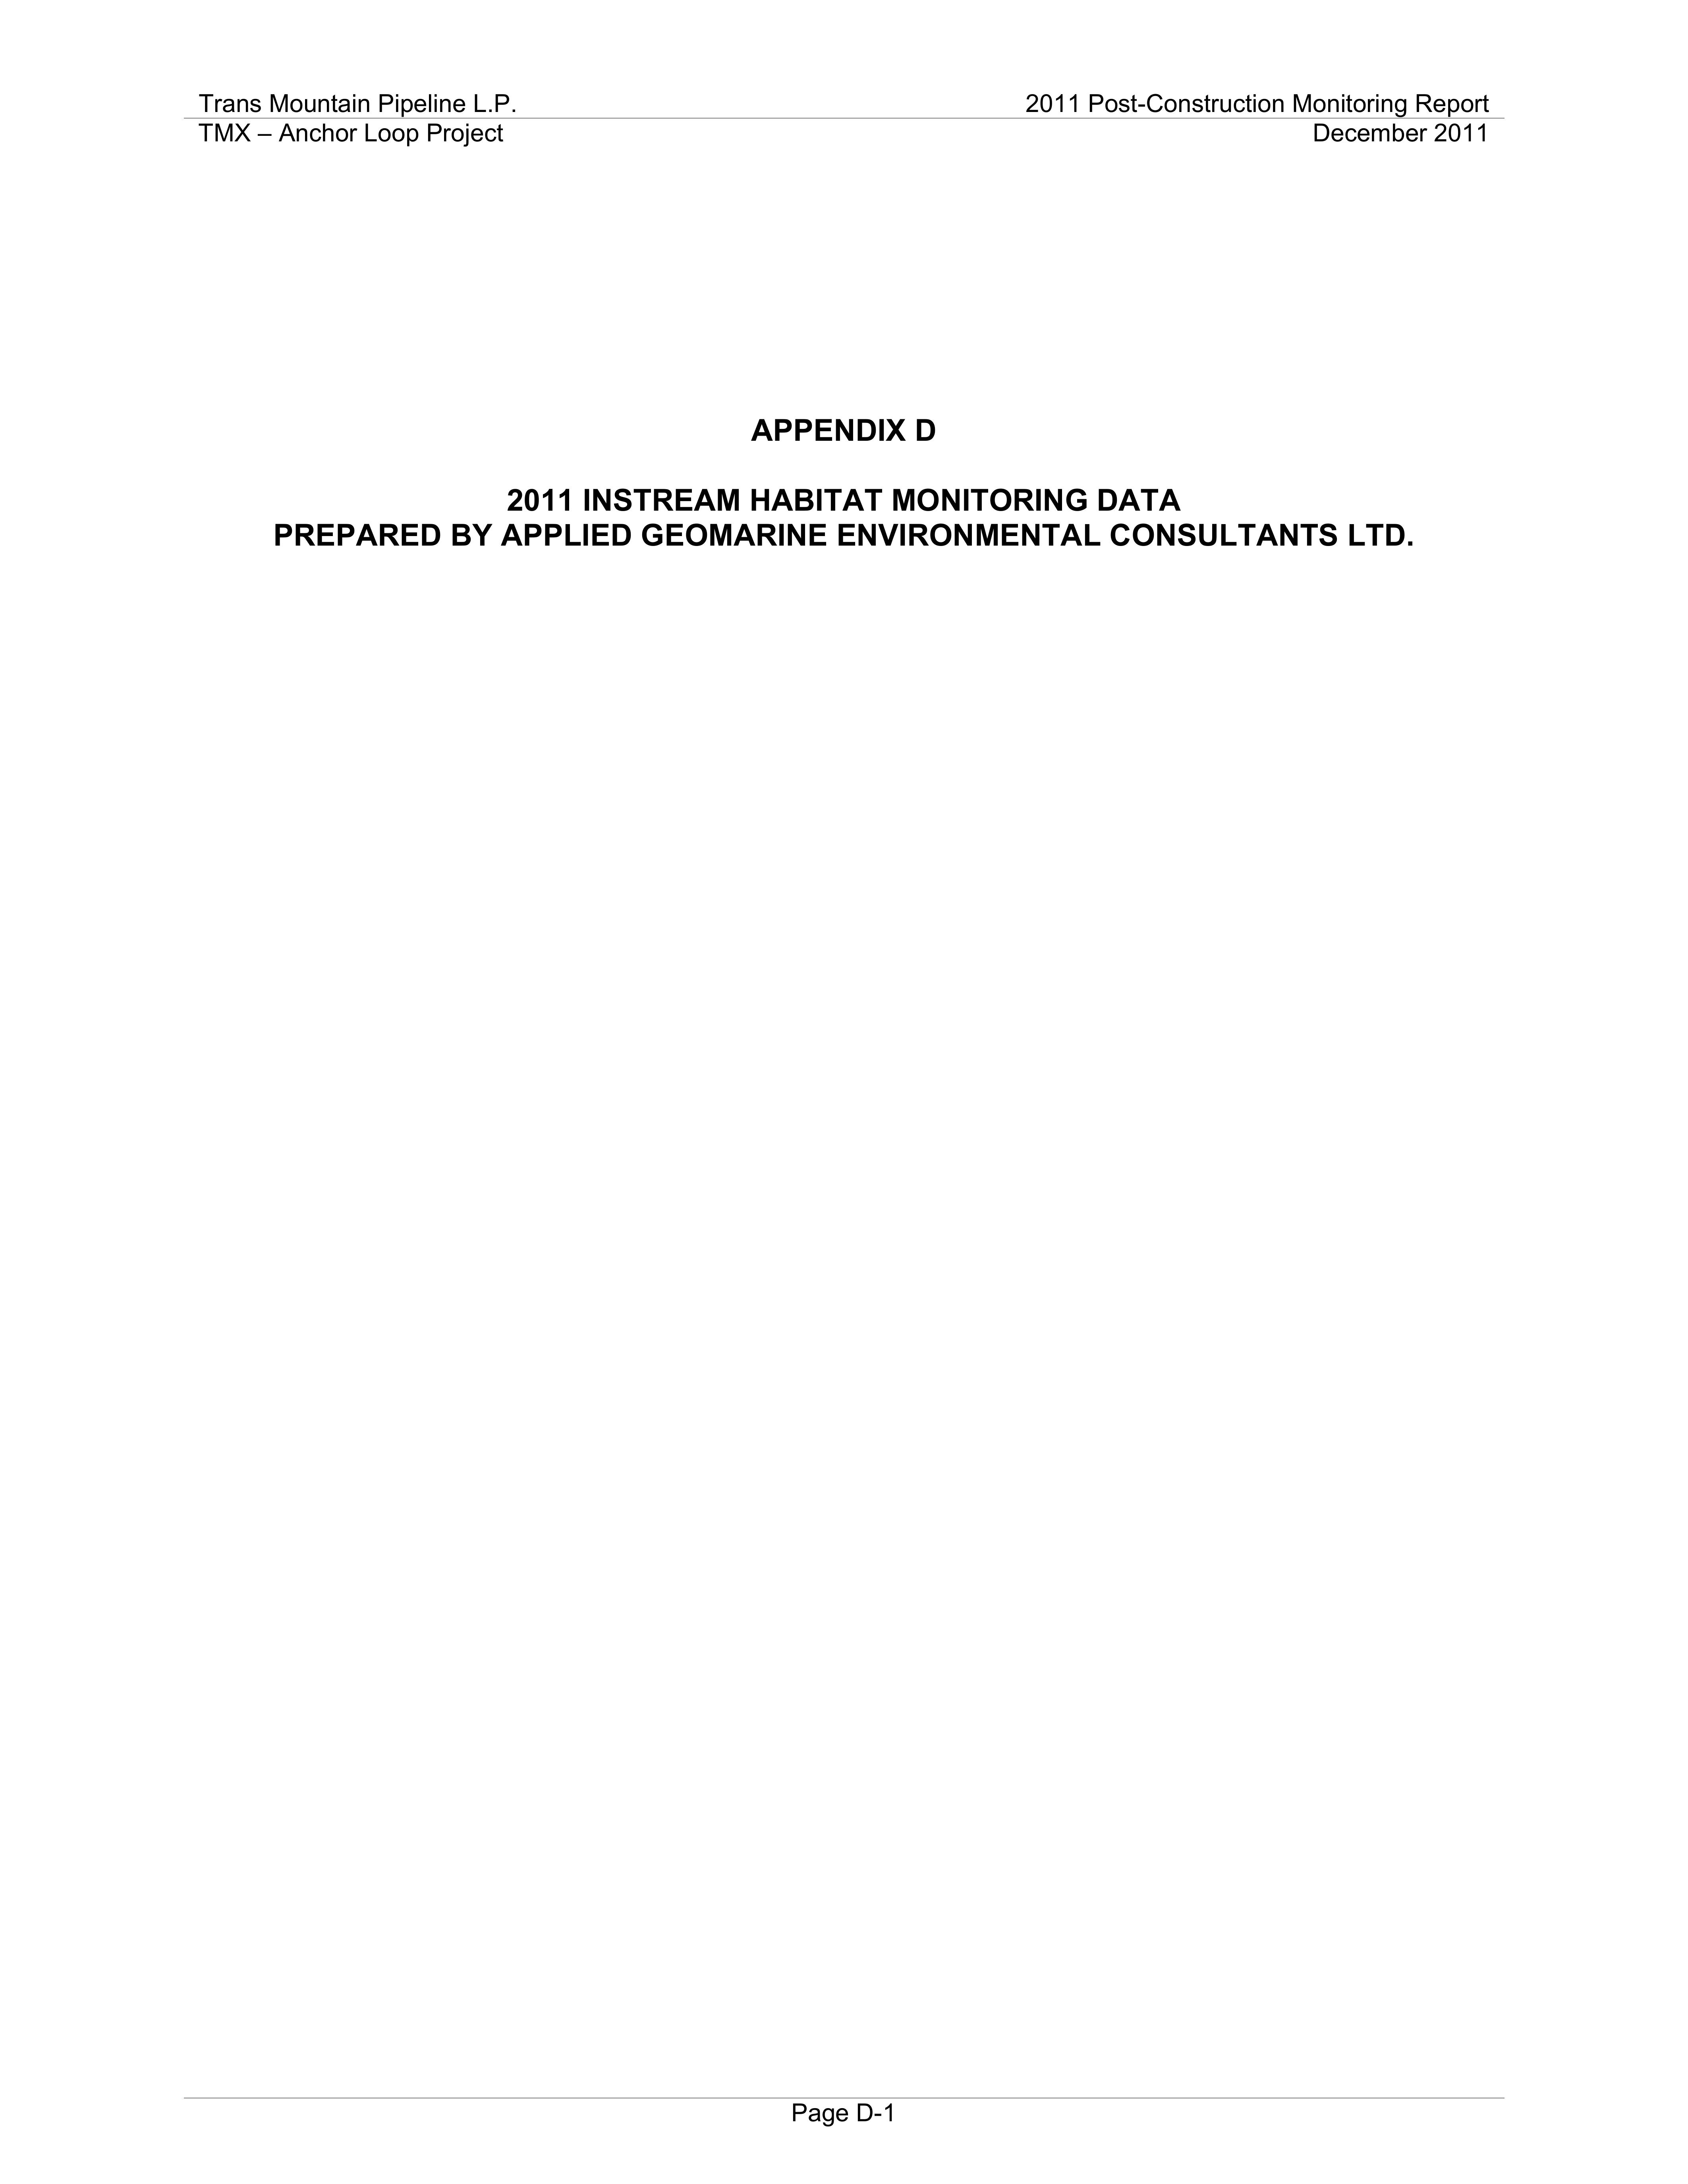 Trans Mountain Pipeline L.P. 2011 Post-Construction Monitoring Report
TMX – Anchor Loop Project December 2011
APPENDIX D
2011 INSTREAM HABITAT MONITORING DATA
PREPARED BY APPLIED GEOMARINE ENVIRONMENTAL CONSULTANTS LTD.
Page D-1